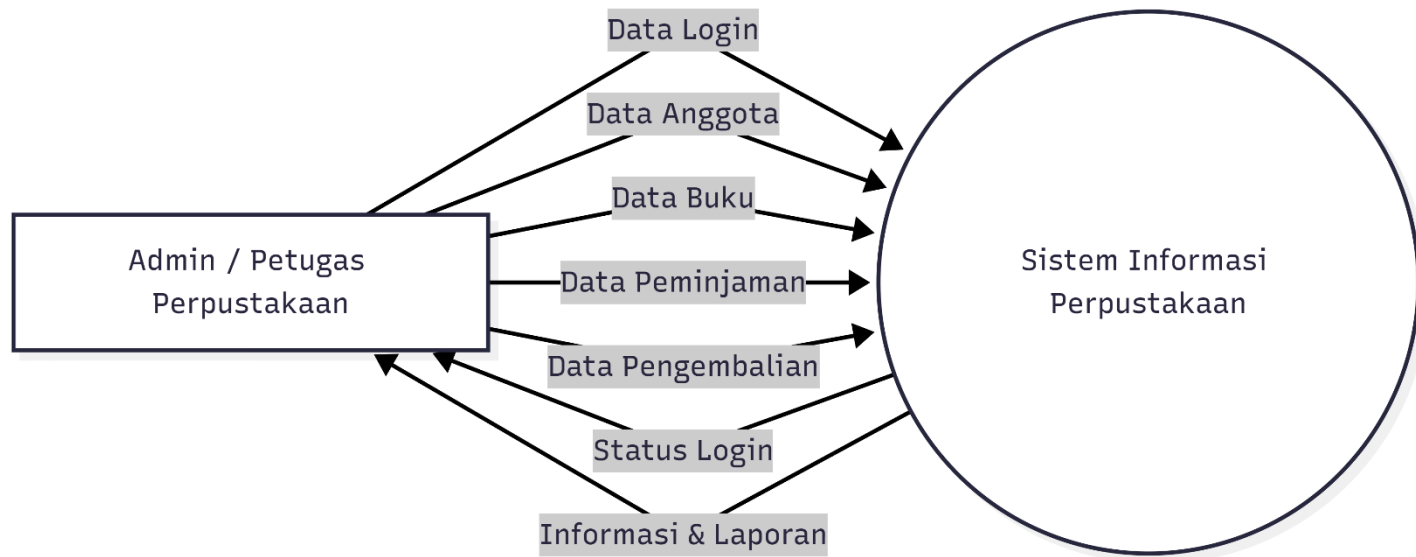 Data Login
Data Anggota
Data Buku
Admin / Petugas
Perpustakaan
Data Peminjaman
Sistem Informasi
Perpustakaan
Data Pengembalian
Status Login
Informasi & Laporan